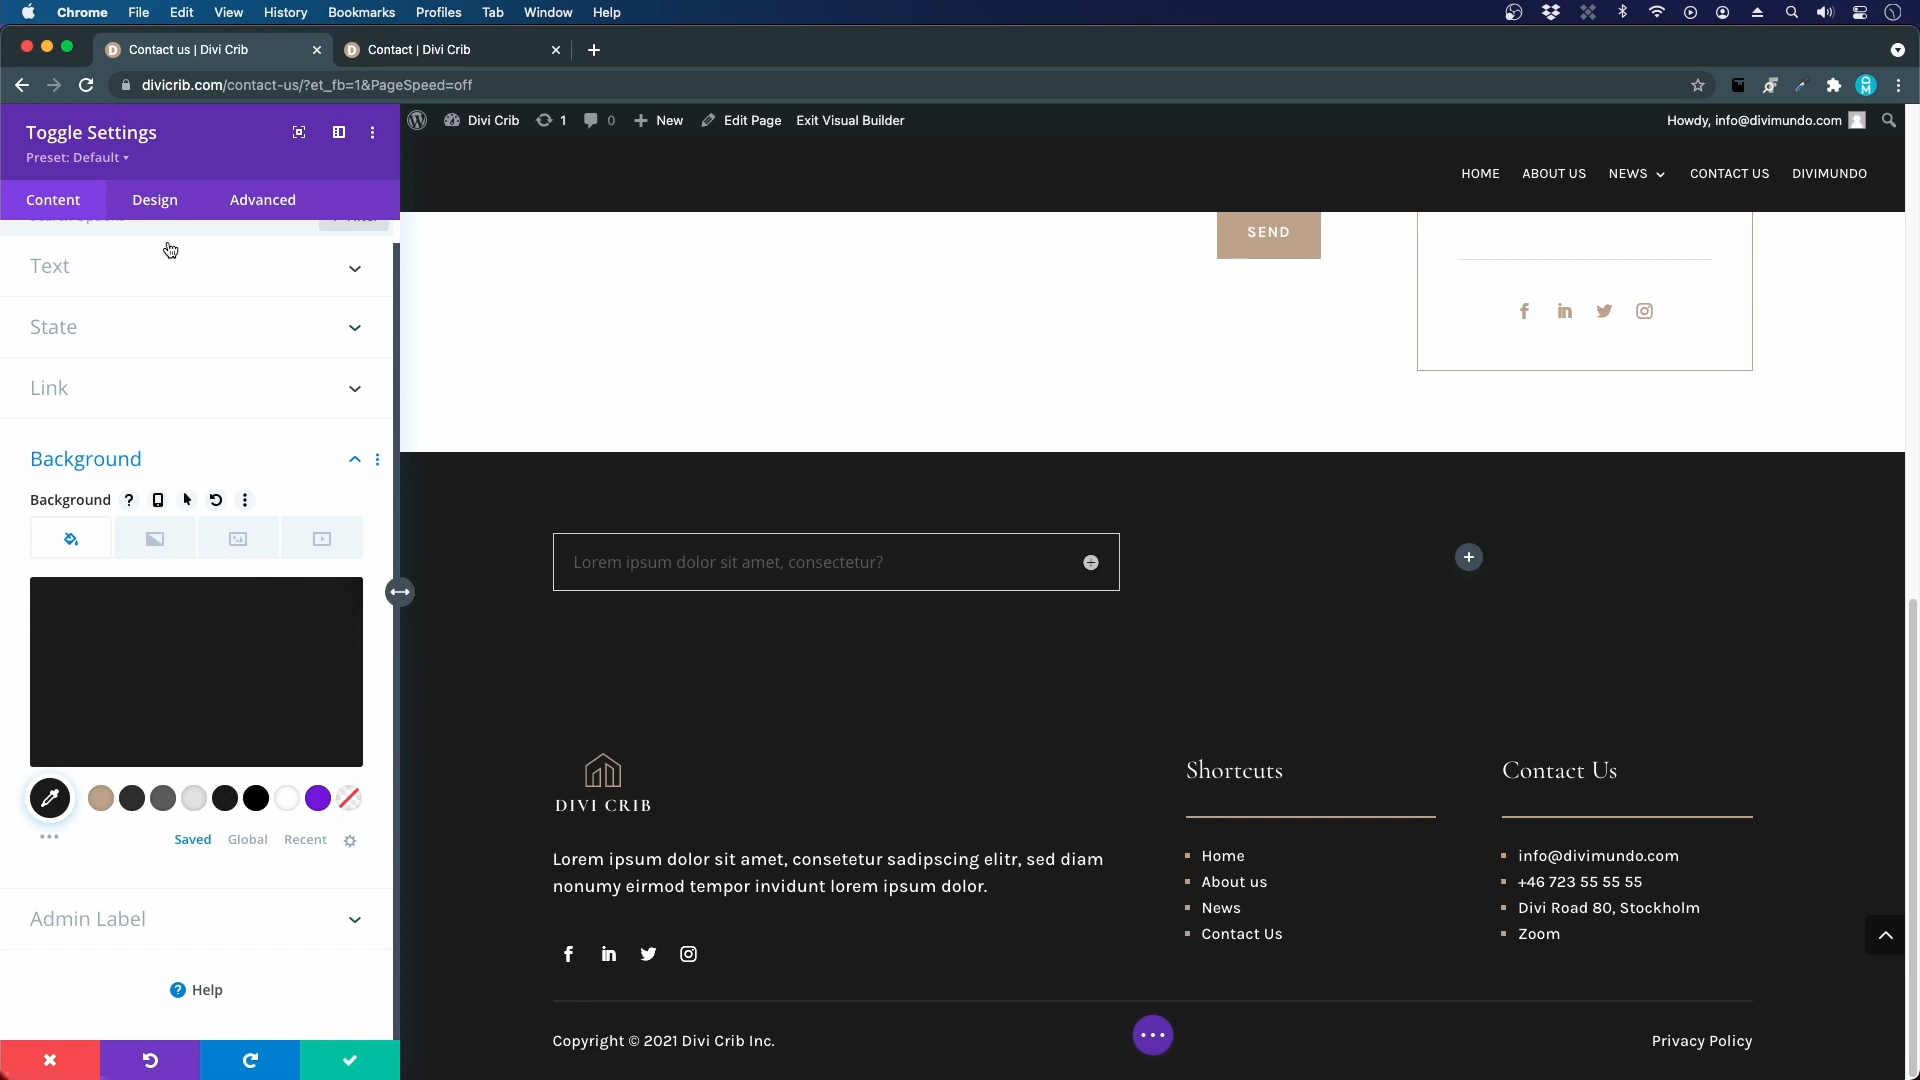 Chrome File Edit View History Bookmarks Profiles Tab Window Help
Contact us | Divi Crib
Contact | Divi Crib
divicrib.com/contact-us/?et_fb=1&PageSpeed=off
Toggle Settings
Preset: Default
Content Design Advanced
Text
State
Link
Background
Background
Saved Global Recent
Admin Label
Help
Divi Crib 1 0 New Edit Page Exit Visual Builder
Howdy, info@divimundo.com
HOME ABOUT US NEWS CONTACT US DIVIMUNDO
SEND
Lorem ipsum dolor sit amet, consectetur?
DIVI CRIB
Lorem ipsum dolor sit amet, consetetur sadipscing elitr, sed diam
nonumy eirmod tempor invidunt lorem ipsum dolor.
Shortcuts
Home
About us
News
Contact Us
Contact Us
info@divimundo.com
+46 723 55 55 55
Divi Road 80, Stockholm
Zoom
Copyright © 2021 Divi Crib Inc.
Privacy Policy